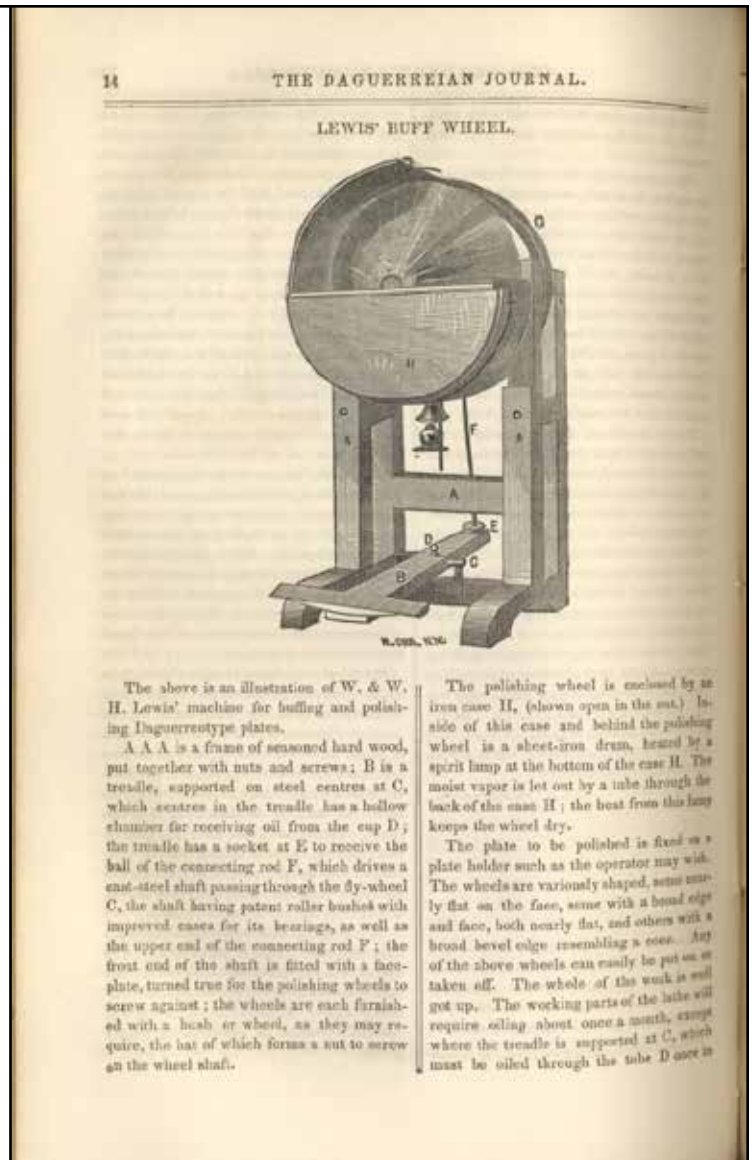 14
THE DAGUERREIAN JOURNAL.
LEWIS' BUFF WHEEL.
G
H
F
A
E
D
C
B
The above is an illustration of W. & W.
H. Lewis' machine for buffing and polish-
ing Daguerreotype plates.
A A A is a frame of seasoned hard wood,
put together with nuts and screws; B is a
treadle, supported on steel centres at C,
which centres in the treadle has a hollow
chamber for receiving oil from the cup D;
the treadle has a socket at E to receive the
ball of the connecting rod F, which drives a
cast-steel shaft passing through the fly-wheel
C, the shaft having patent roller bushes with
improved cases for its bearings, as well as
the upper end of the connecting rod F; the
front end of the shaft is fitted with a face-
plate, turned true for the polishing wheels to
screw against; the wheels are each furnish-
ed with a bush or wheel, as they may re-
quire, the of which forms a nut to screw
on the wheel shaft.
The polishing wheel is enclosed by an
iron case H, (shown open in the cut.) In-
side of this case and behind the polishing
wheel is a sheet-iron drum, heated by a
spirit lamp at the bottom of the case H. The
moist vapor is let out by a tube through the
back of the case H; the heat from this lamp
keepe the wheel dry.
The plate to be polished is fixed on a
plate holder such as the operator may wish.
The wheels are variously shaped, some near-
ly flat on the face, some with a broad edge
and face, both nearly flat, and others with a
broad bevel edge resembling a cone. Any
of the above wheels can easily be put on or
taken off. The whole of the work is well
got up. The working parts of the lathe will
require oiling about once a month, except
where the treadle is supported at C, which
must be oiled through the tube D once in